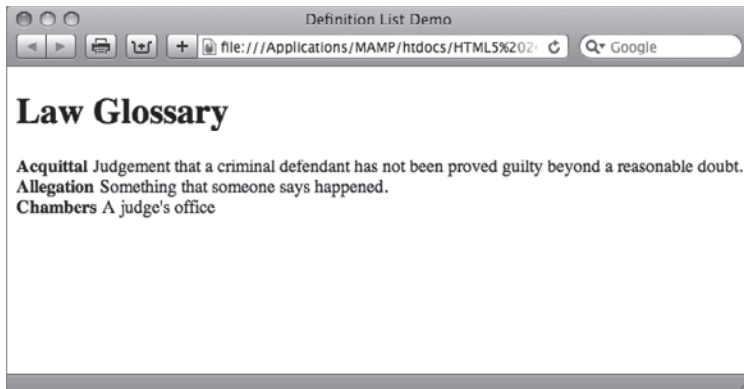 Definition List Demo
file:///Applications/MAMP/htdocs/HTML5%202
Google
Law Glossary
Acquittal Judgement that a criminal defendant has not been proved guilty beyond a reasonable doubt.
Allegation Something that someone says happened.
Chambers A judge's office